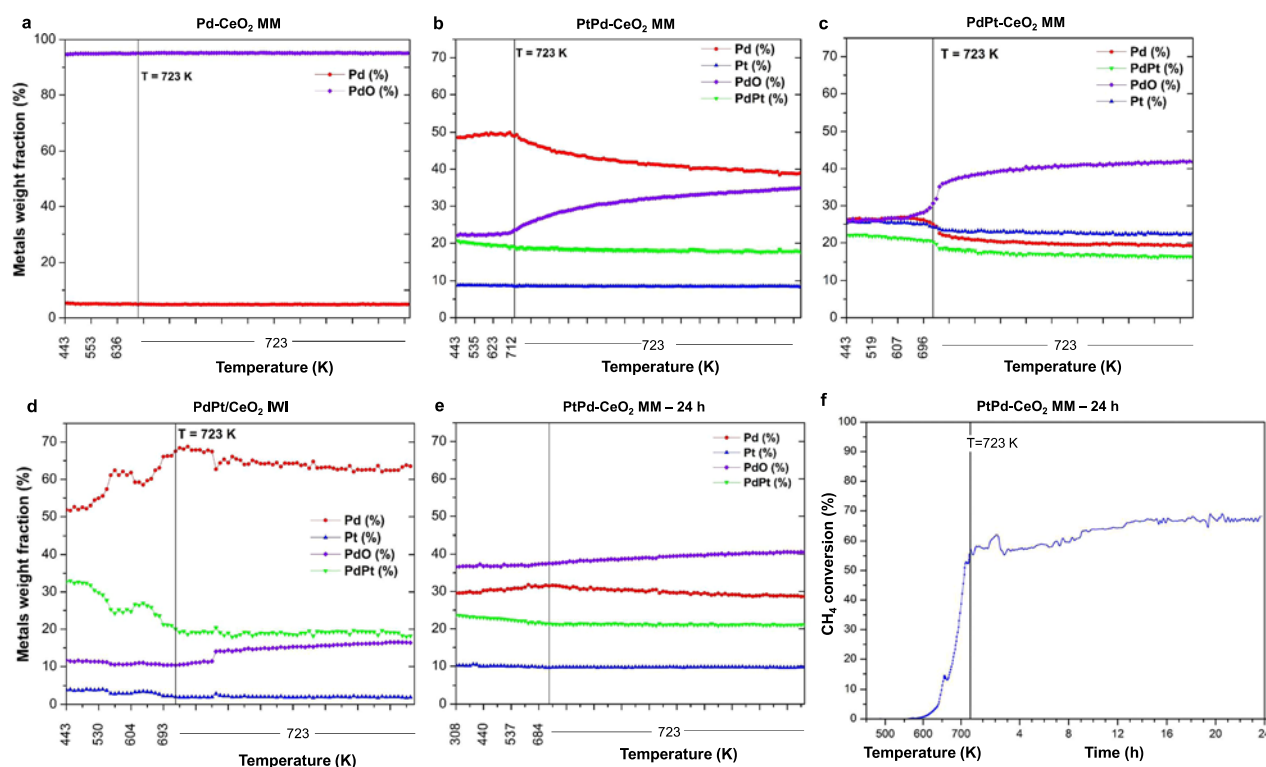 a
Pd-CeO₂ MM
Metals weight fraction (%)
100
80
60
40
20
0
T = 723 K
Pd (%)
PdO (%)
443
553
636
723
Temperature (K)
b
PtPd-CeO₂ MM
70
60
50
40
30
20
10
0
T = 723 K
Pd (%)
Pt (%)
PdO (%)
PdPt (%)
443
535
623
712
723
Temperature (K)
c
PdPt-CeO₂ MM
70
60
50
40
30
20
10
0
T = 723 K
Pd (%)
PdPt (%)
PdO (%)
Pt (%)
443
519
607
696
723
Temperature (K)
d
PdPt/CeO₂ IWI
Metals weight fraction (%)
70
60
50
40
30
20
10
0
T = 723 K
Pd (%)
Pt (%)
PdO (%)
PdPt (%)
443
530
604
693
723
Temperature (K)
e
PtPd-CeO₂ MM – 24 h
70
60
50
40
30
20
10
0
Pd (%)
Pt (%)
PdO (%)
PdPt (%)
308
440
537
684
723
Temperature (K)
f
PtPd-CeO₂ MM – 24 h
CH₄ conversion (%)
100
90
80
70
60
50
40
30
20
10
0
T=723 K
500
600
700
4
8
12
16
20
24
Temperature (K)
Time (h)